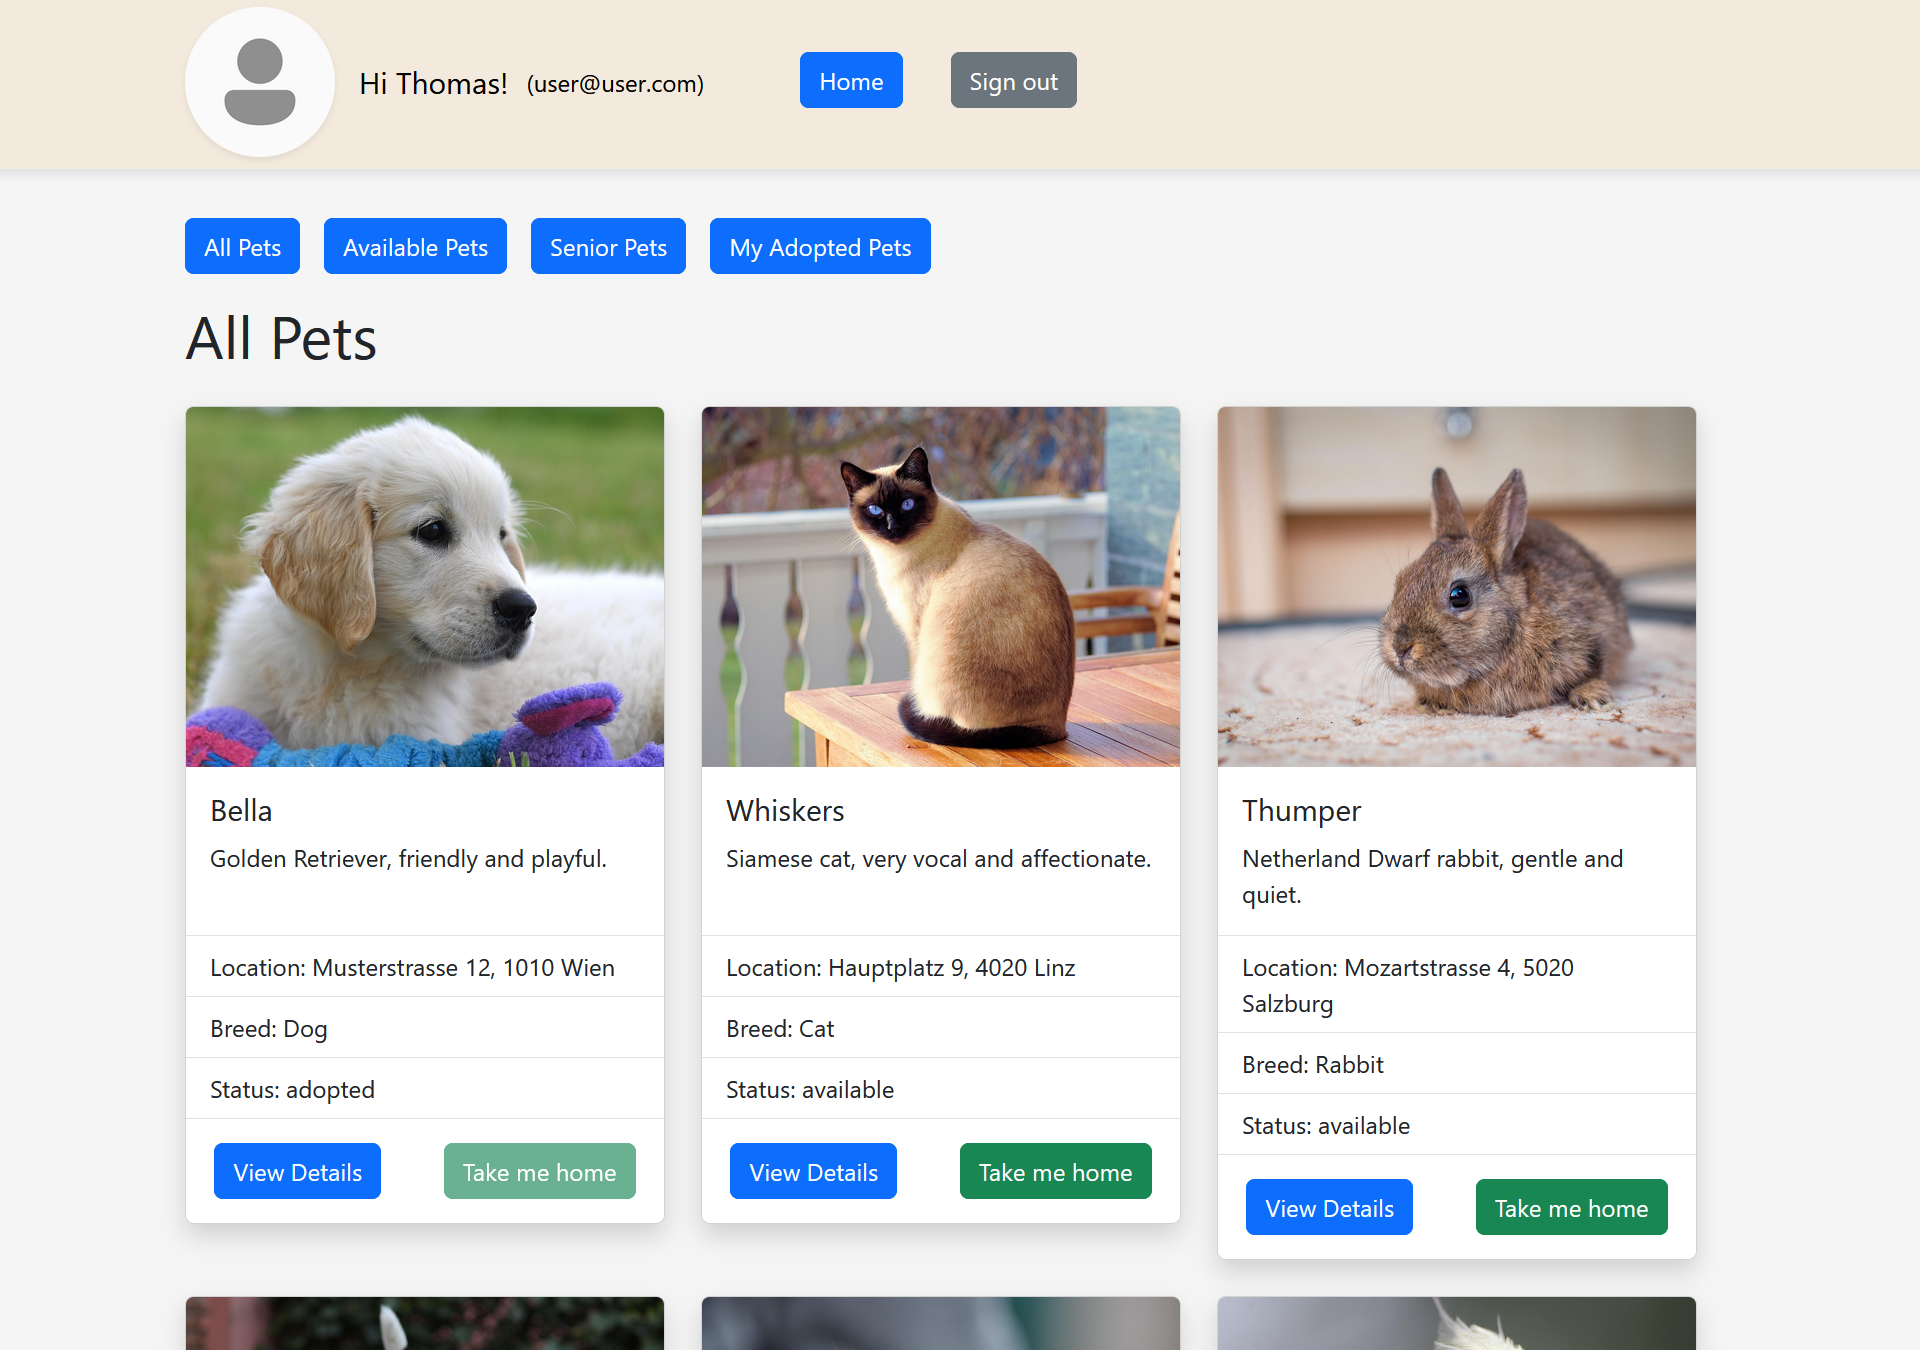 Hi Thomas! (user@user.com) Home Sign out
All Pets Available Pets Senior Pets My Adopted Pets
All Pets
Bella
Golden Retriever, friendly and playful.
Location: Musterstrasse 12, 1010 Wien
Breed: Dog
Status: adopted
View Details Take me home
Whiskers
Siamese cat, very vocal and affectionate.
Location: Hauptplatz 9, 4020 Linz
Breed: Cat
Status: available
View Details Take me home
Thumper
Netherland Dwarf rabbit, gentle and
quiet.
Location: Mozartstrasse 4, 5020
Salzburg
Breed: Rabbit
Status: available
View Details Take me home